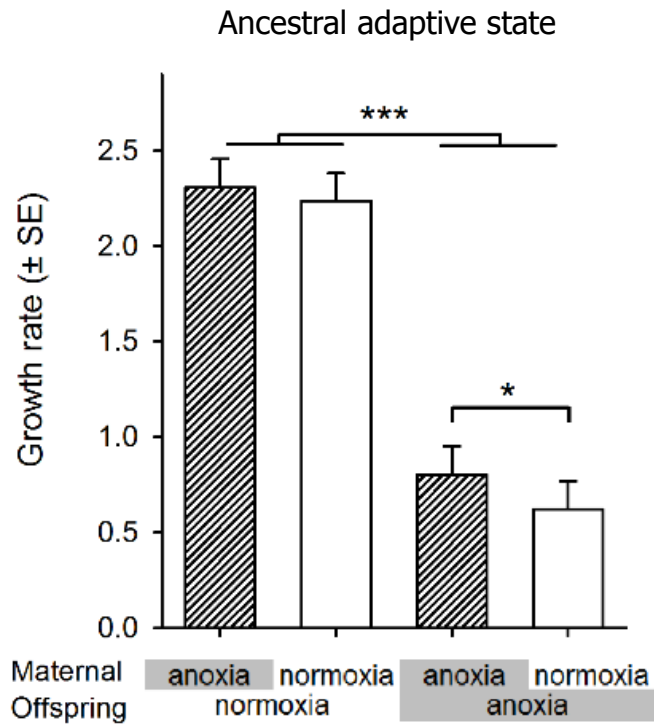 Ancestral adaptive state
***
2.5
2.0
1.5
*
1.0
0.5
0.0
Growth rate (± SE)
Maternal anoxia normoxia anoxia normoxia
Offspring normoxia anoxia